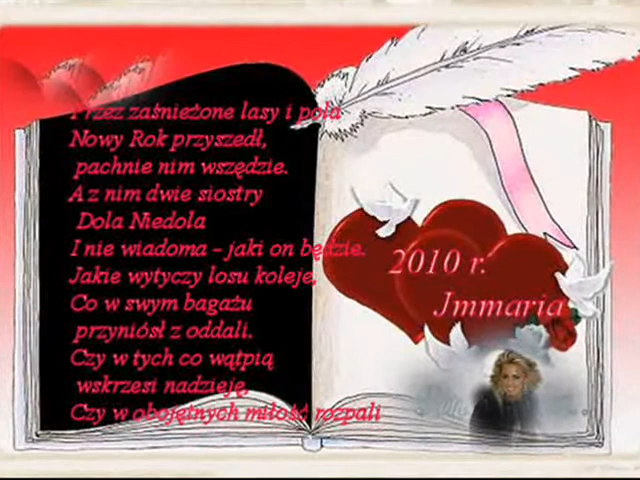 Przez zaśnieżone lasy i pola
Nowy Rok przyszedł,
pachnie nim wszędzie.
A z nim dwie siostry
Dola Niedola
I nie wiadoma - jaki on będzie.
Jakie wytyczy losu koleje,
Co w swym bagażu
przyniósł z oddali.
Czy w tych co wątpią
wskrzesi nadzieję,
Czy w obojętnych miłość rozpali
2010 r.
Jmmaria